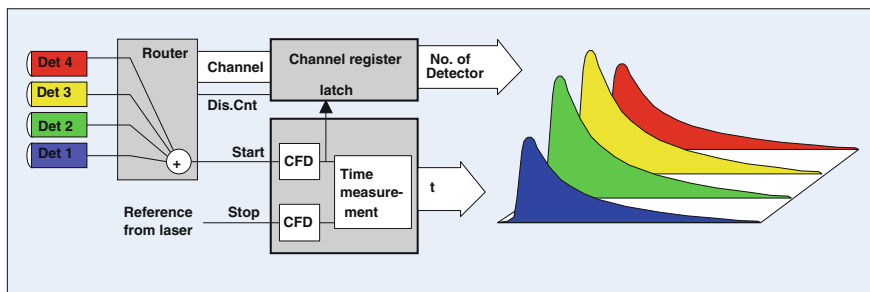 Det 4
Det 3
Det 2
Det 1
Router
+
Channel
Dis.Cnt
Channel register
latch
No. of
Detector
Start
CFD
Time
measure-
ment
t
Reference
from laser
Stop
CFD